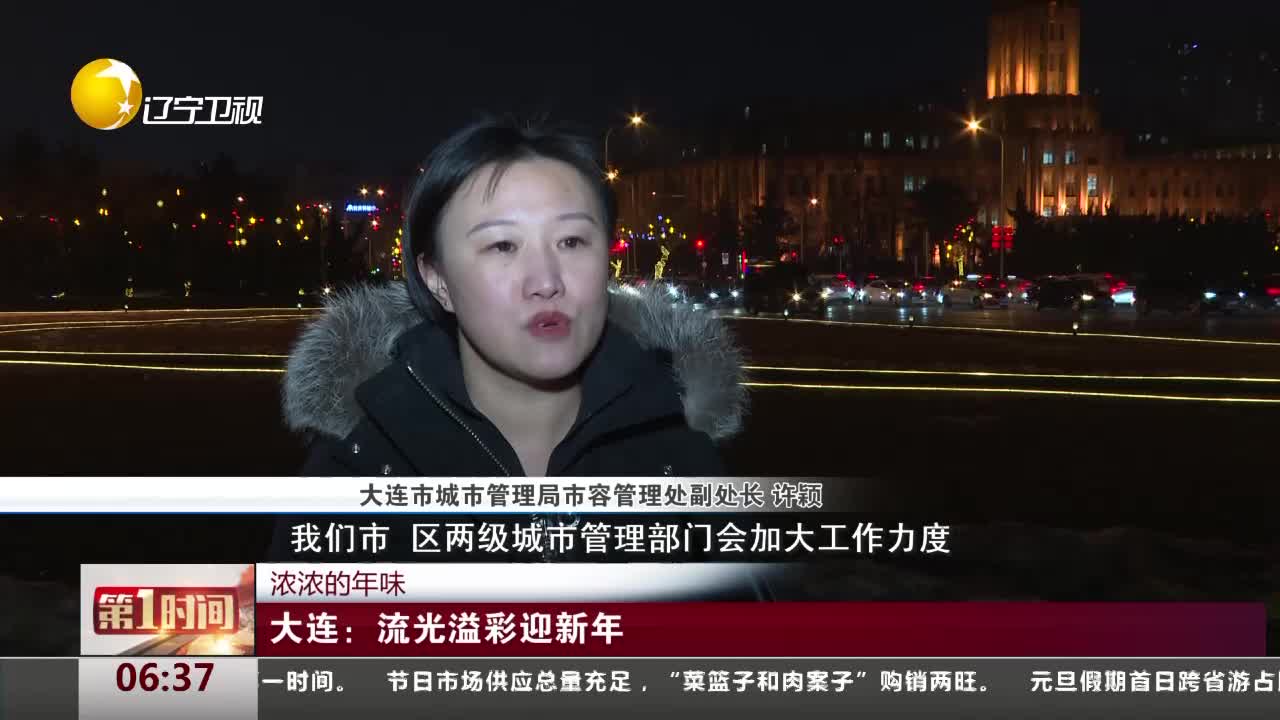 辽宁卫视
大连市城市管理局市容管理处副处长 许颖
我们市 区两级城市管理部门会加大工作力度
浓浓的年味
第1时间
大连：流光溢彩迎新年
06:37
一时间。 节日市场供应总量充足，“菜篮子和肉案子”购销两旺。 元旦假期首日跨省游占